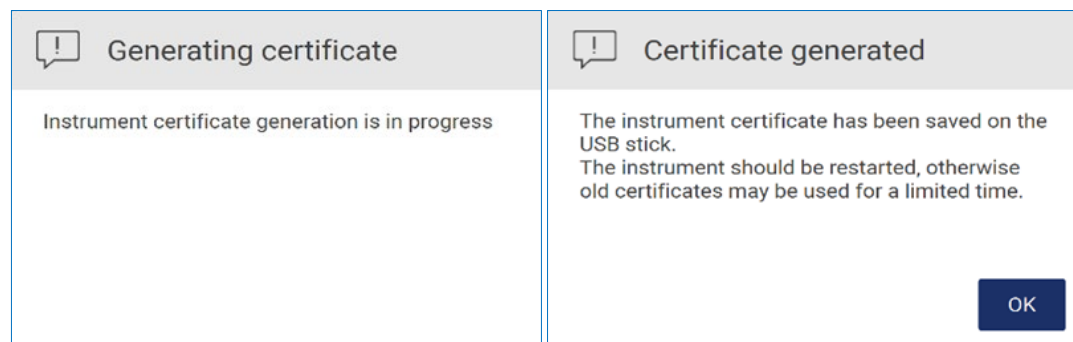 Generating certificate
Instrument certificate generation is in progress
Certificate generated
The instrument certificate has been saved on the
USB stick.
The instrument should be restarted, otherwise
old certificates may be used for a limited time.
OK